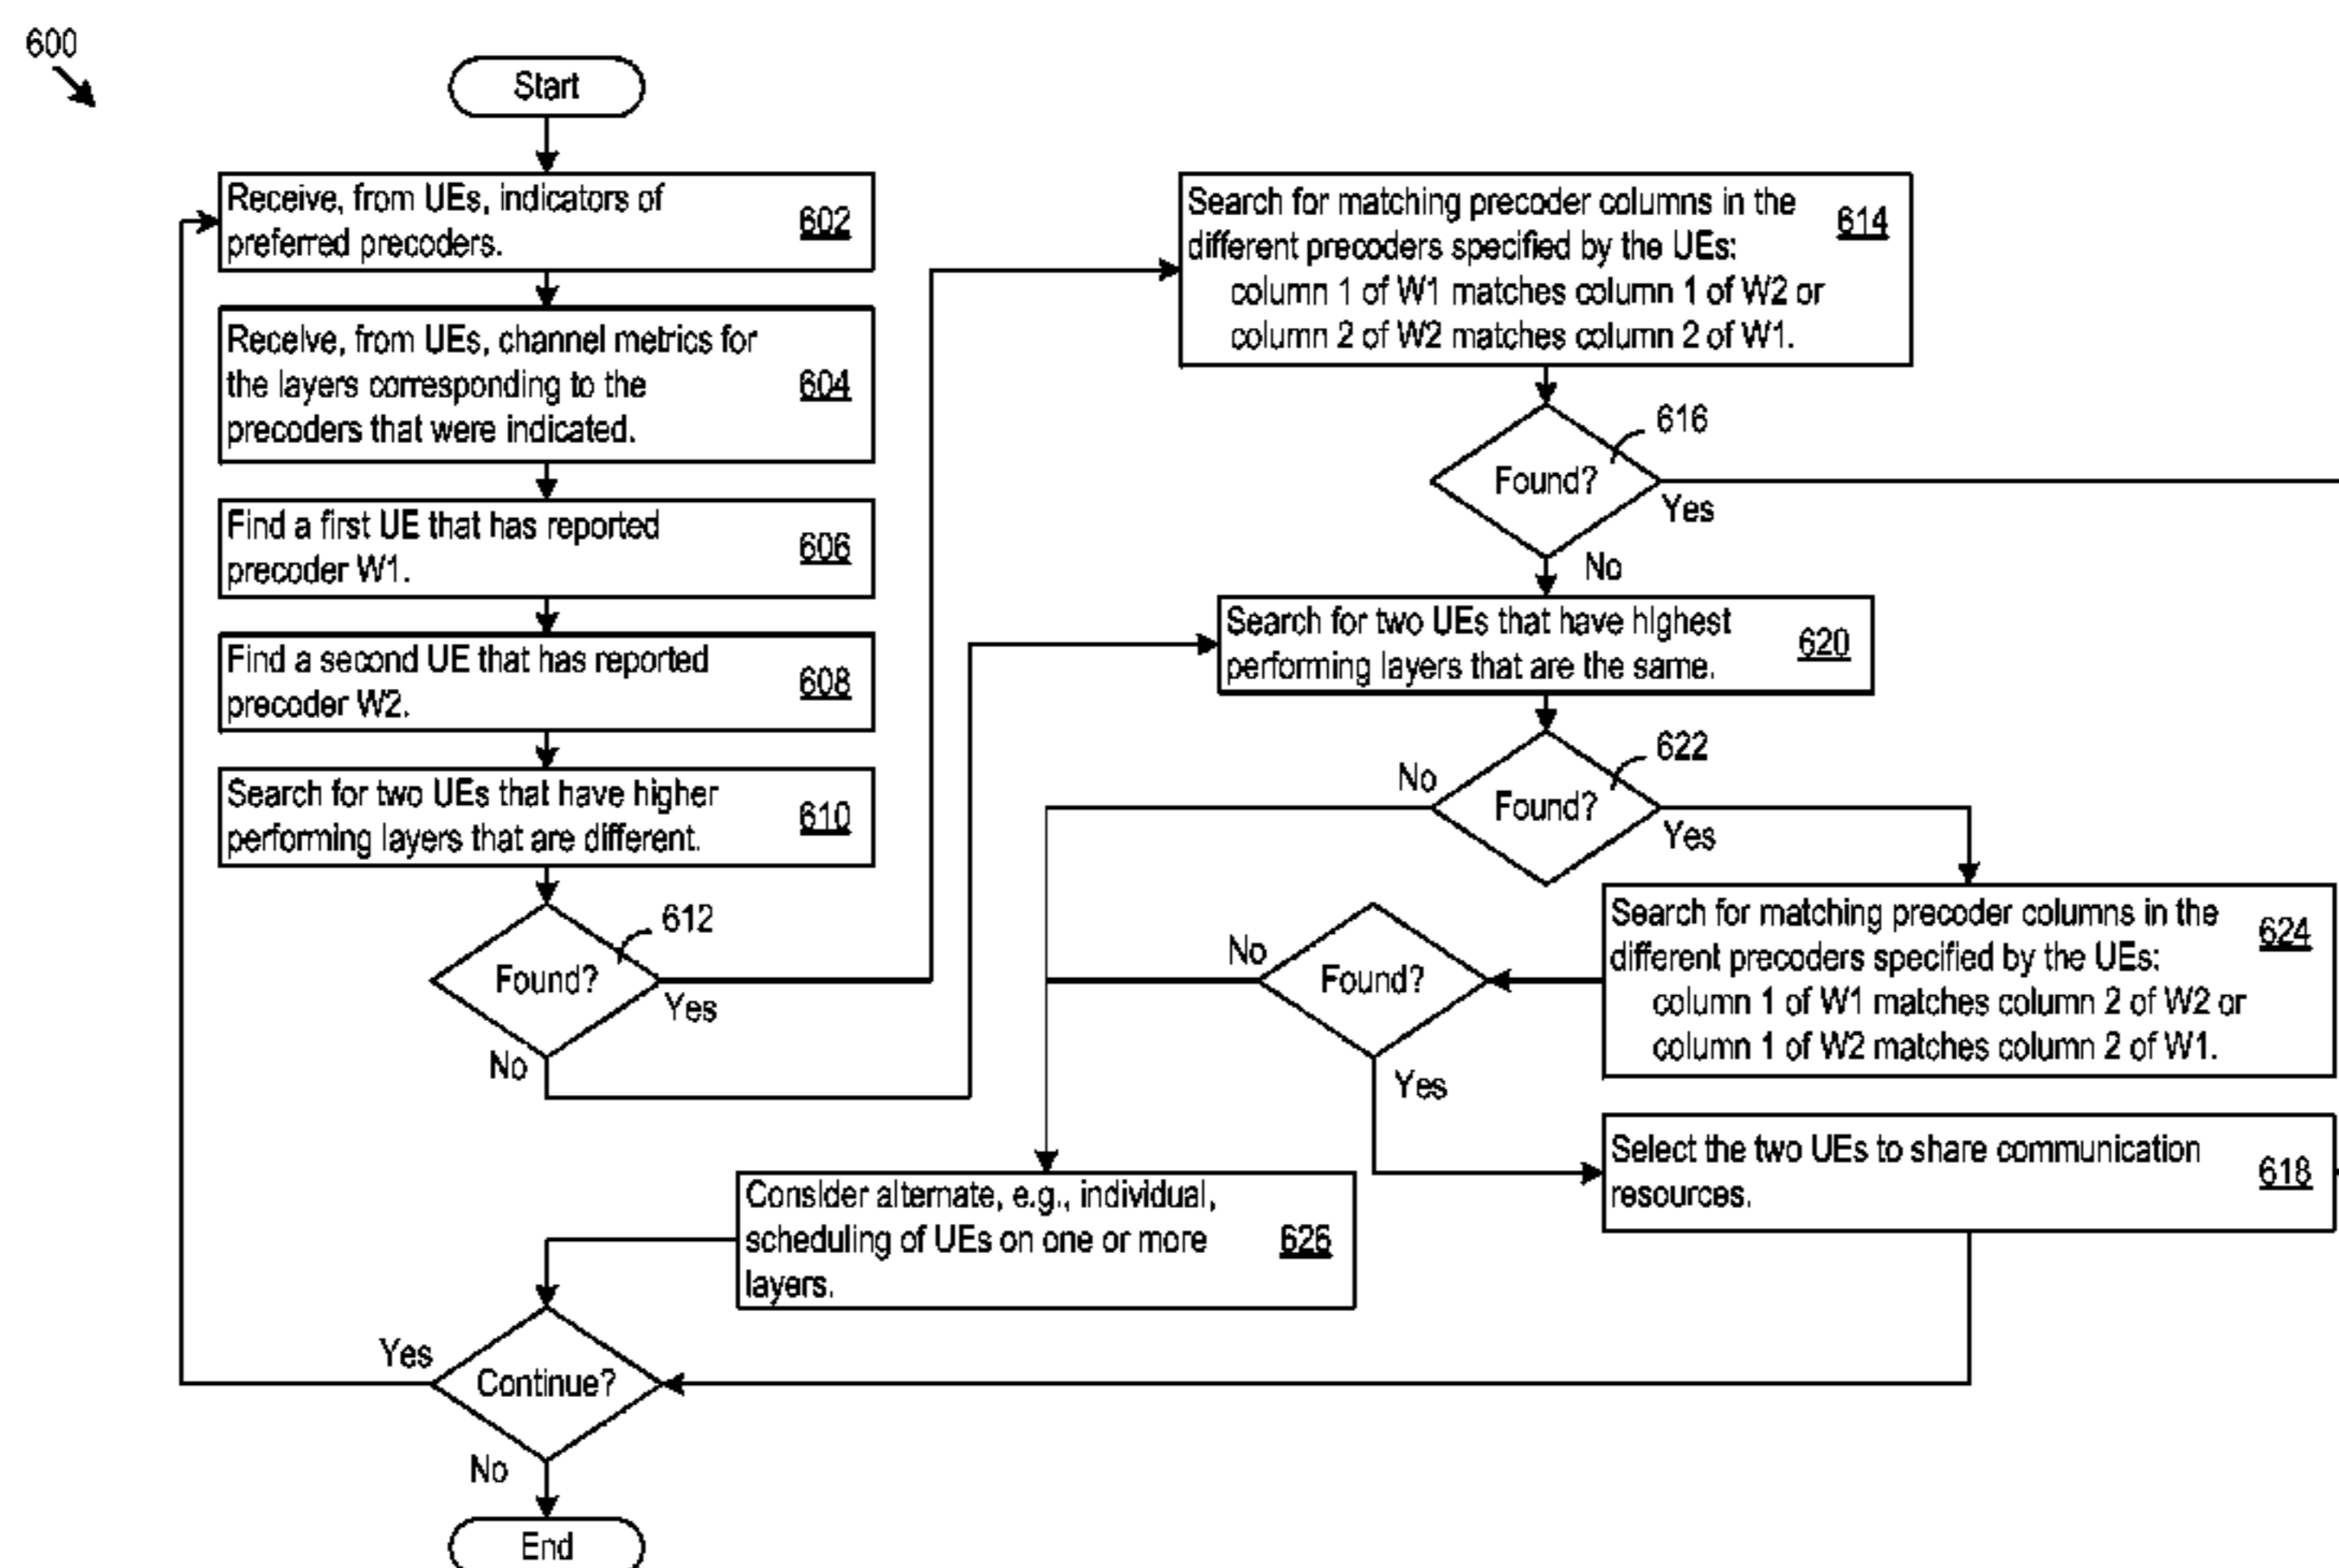 600
Start
Receive, from UEs, indicators of
preferred precoders.
602
Receive, from UEs, channel metrics for
the layers corresponding to the
precoders that were indicated.
604
Find a first UE that has reported
precoder W1.
606
Find a second UE that has reported
precoder W2.
608
Search for two UEs that have higher
performing layers that are different.
610
612
Found?
Yes
No
Search for matching precoder columns in the
different precoders specified by the UEs:
column 1 of W1 matches column 1 of W2 or
column 2 of W2 matches column 2 of W1.
614
616
Found?
Yes
No
Search for two UEs that have highest
performing layers that are the same.
620
622
No
Found?
Yes
Search for matching precoder columns in the
different precoders specified by the UEs:
column 1 of W1 matches column 2 of W2 or
column 1 of W2 matches column 2 of W1.
624
No
Found?
Yes
Select the two UEs to share communication
resources.
618
Consider alternate, e.g., individual,
scheduling of UEs on one or more
layers.
626
Yes
Continue?
No
End